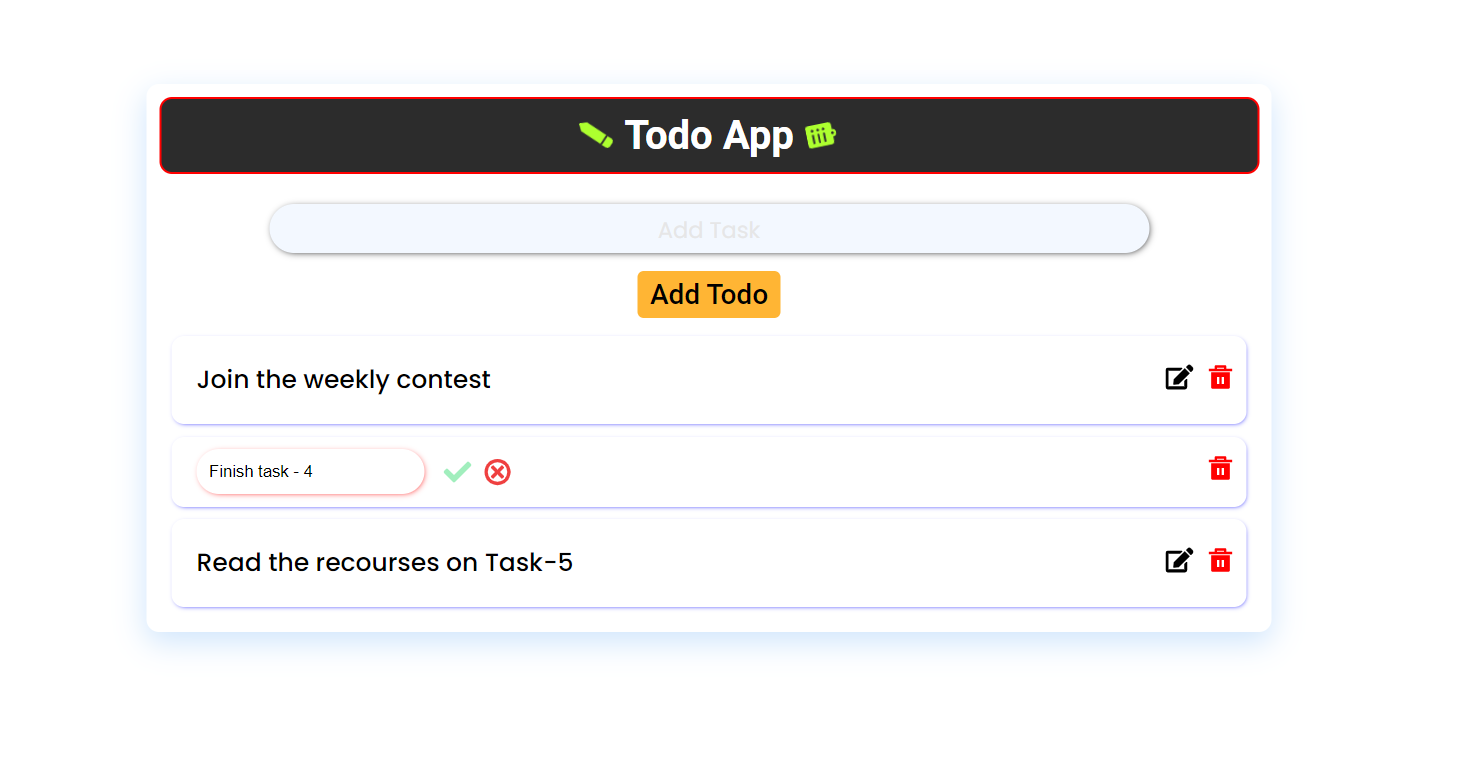 Todo App
Add Task
Add Todo
Join the weekly contest
Finish task - 4
Read the recourses on Task-5